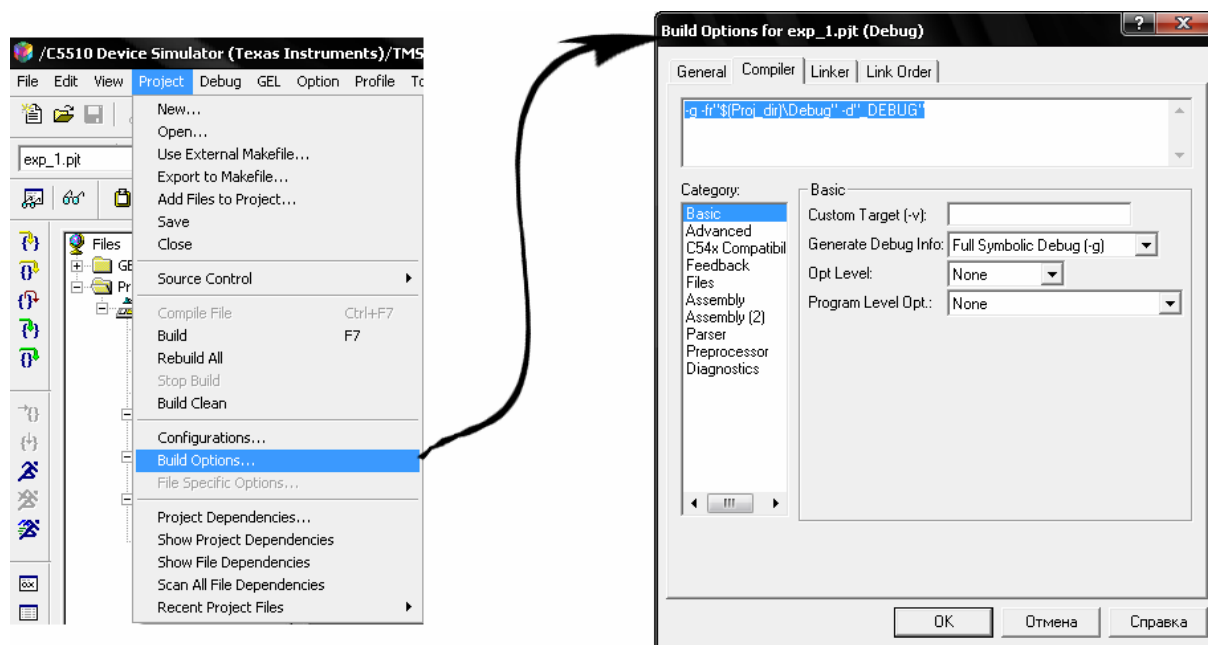 /C5510 Device Simulator (Texas Instruments)/TMS
File Edit View Project Debug GEL Option Profile To
exp_1.pjt
Files
GE
Pr
New...
Open...
Use External Makefile...
Export to Makefile...
Add Files to Project...
Save
Close
Source Control
Compile File Ctrl+F7
Build F7
Rebuild All
Stop Build
Build Clean
Configurations...
Build Options...
File Specific Options...
Project Dependencies...
Show Project Dependencies
Show File Dependencies
Scan All File Dependencies
Recent Project Files
Build Options for exp_1.pjt (Debug)
General Compiler Linker Link Order
-g -fr"$(Proj_dir)\Debug" -d"_DEBUG"
Category:
Basic
Advanced
C54x Compatibil
Feedback
Files
Assembly
Assembly (2)
Parser
Preprocessor
Diagnostics
Basic
Custom Target (-v):
Generate Debug Info: Full Symbolic Debug (-g)
Opt Level: None
Program Level Opt.: None
OK Отмена Справка